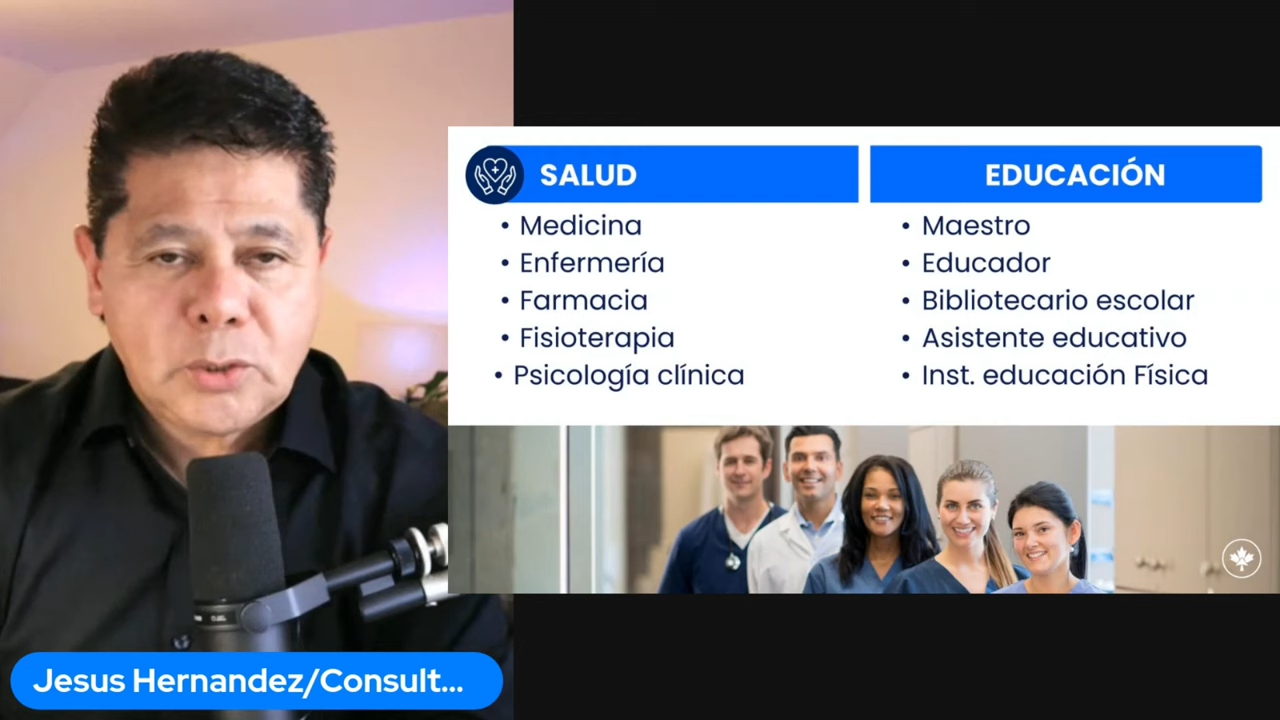 SALUD
• Medicina
• Enfermería
• Farmacia
• Fisioterapia
• Psicología clínica
EDUCACIÓN
• Maestro
• Educador
• Bibliotecario escolar
• Asistente educativo
• Inst. educación Física
Jesus Hernandez/Consult...